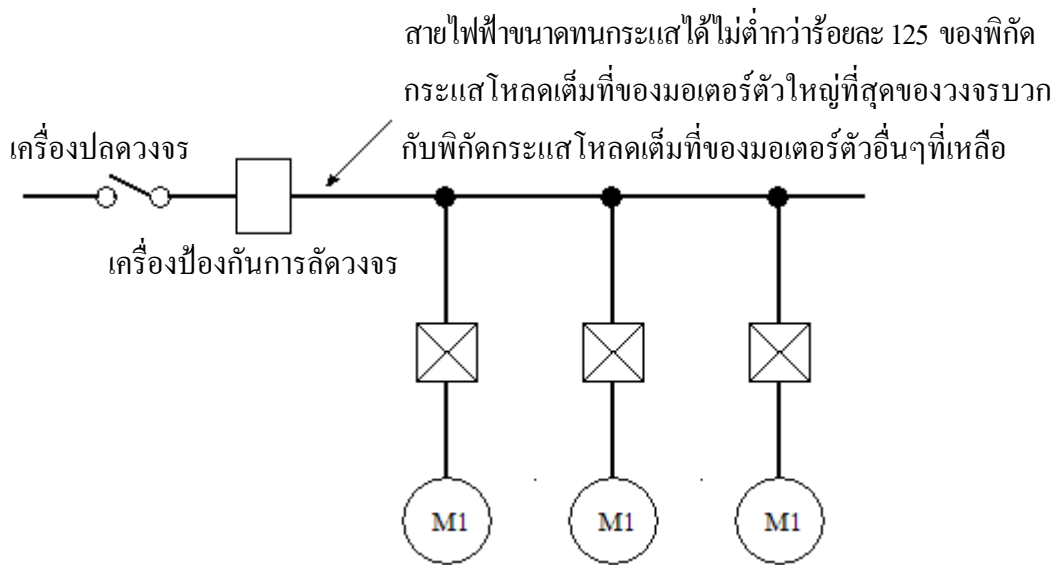 สายไฟฟ้าขนาดทนกระแสได้ไม่ต่ำกว่าร้อยละ 125 ของพิกัด
กระแสโหลดเต็มที่ของมอเตอร์ตัวใหญ่ที่สุดของวงจรบวก
กับพิกัดกระแสโหลดเต็มที่ของมอเตอร์ตัวอื่นๆที่เหลือ
เครื่องปลดวงจร
เครื่องป้องกันการลัดวงจร
M1 M1 M1